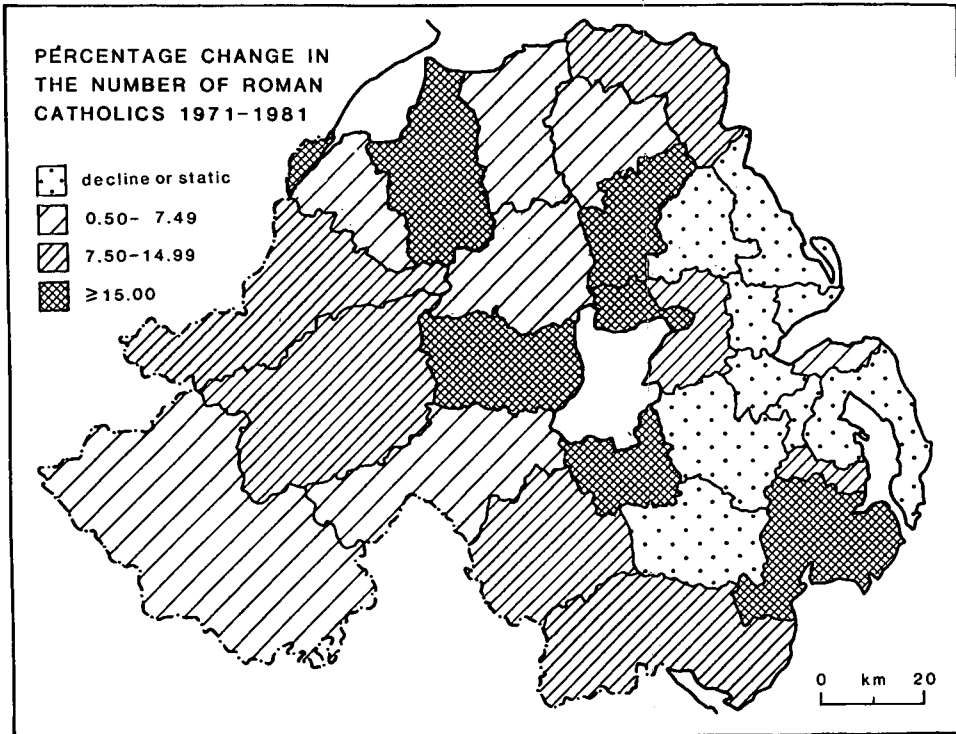 PERCENTAGE CHANGE IN
THE NUMBER OF ROMAN
CATHOLICS 1971-1981
decline or static
0.50- 7.49
7.50-14.99
≥15.00
0 km 20